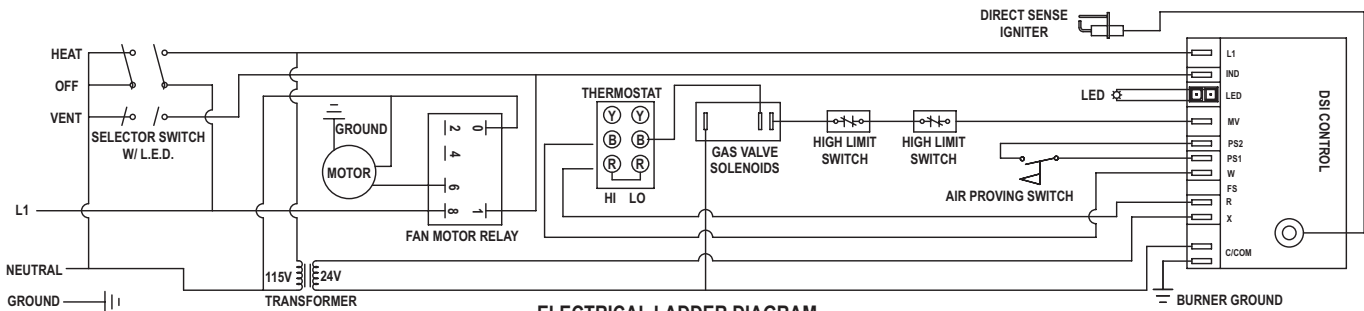 DIRECT SENSE
IGNITER
HEAT
OFF
VENT
SELECTOR SWITCH
W/ L.E.D.
L1
NEUTRAL
GROUND
GROUND
MOTOR
2 0
4
6
8 1
FAN MOTOR RELAY
115V 24V
TRANSFORMER
THERMOSTAT
Y Y
B B
R R
HI LO
GAS VALVE
SOLENOIDS
HIGH LIMIT
SWITCH
HIGH LIMIT
SWITCH
LED
AIR PROVING SWITCH
L1
IND
LED
MV
PS2
PS1
W
FS
R
X
C/COM
DSI CONTROL
BURNER GROUND
ELECTRICAL LADDER DIAGRAM